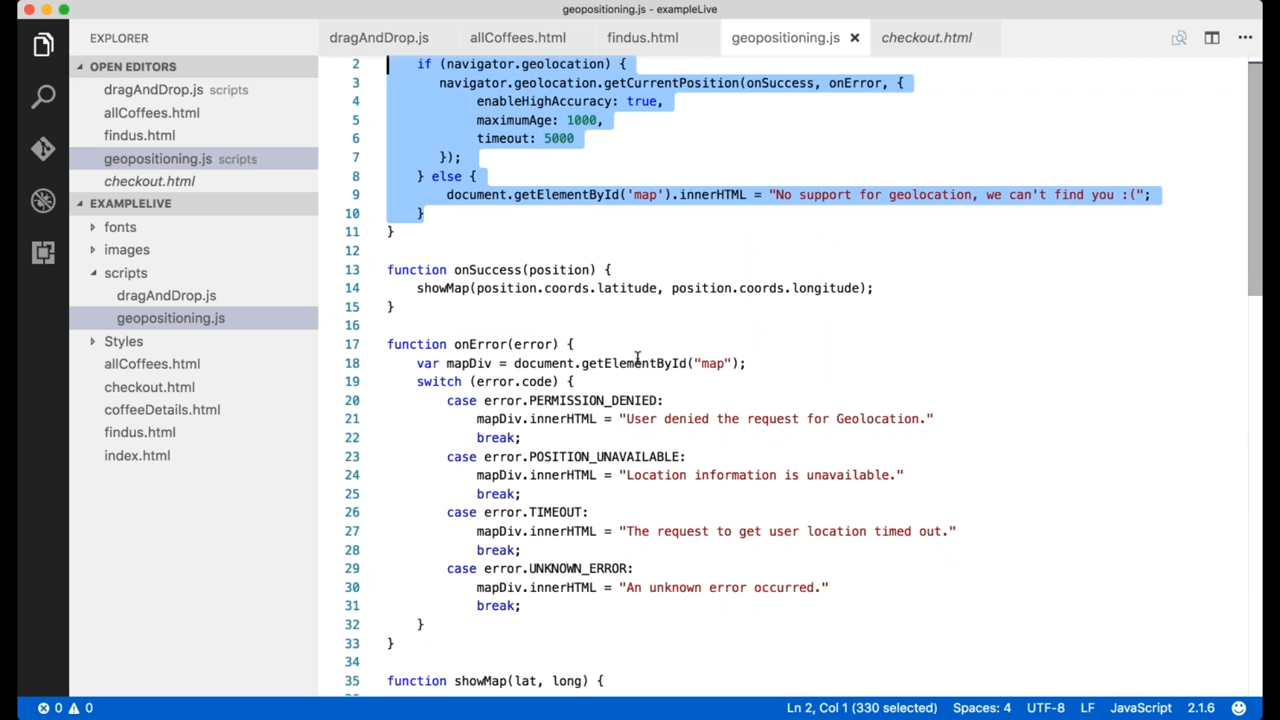 geopositioning.js - exampleLive
EXPLORER
dragAndDrop.js
allCoffees.html
findus.html
geopositioning.js
checkout.html
OPEN EDITORS
dragAndDrop.js scripts
allCoffees.html
findus.html
geopositioning.js scripts
checkout.html
EXAMPLELIVE
fonts
images
scripts
dragAndDrop.js
geopositioning.js
Styles
allCoffees.html
checkout.html
coffeeDetails.html
findus.html
index.html
2 if (navigator.geolocation) {
3 navigator.geolocation.getCurrentPosition(onSuccess, onError, {
4 enableHighAccuracy: true,
5 maximumAge: 1000,
6 timeout: 5000
7 });
8 } else {
9 document.getElementById('map').innerHTML = "No support for geolocation, we can't find you :(";
10 }
11 }
12
13 function onSuccess(position) {
14 showMap(position.coords.latitude, position.coords.longitude);
15 }
16
17 function onError(error) {
18 var mapDiv = document.getElementById("map");
19 switch (error.code) {
20 case error.PERMISSION_DENIED:
21 mapDiv.innerHTML = "User denied the request for Geolocation."
22 break;
23 case error.POSITION_UNAVAILABLE:
24 mapDiv.innerHTML = "Location information is unavailable."
25 break;
26 case error.TIMEOUT:
27 mapDiv.innerHTML = "The request to get user location timed out."
28 break;
29 case error.UNKNOWN_ERROR:
30 mapDiv.innerHTML = "An unknown error occurred."
31 break;
32 }
33 }
34
35 function showMap(lat, long) {
0 0
Ln 2, Col 1 (330 selected) Spaces: 4 UTF-8 LF JavaScript 2.1.6